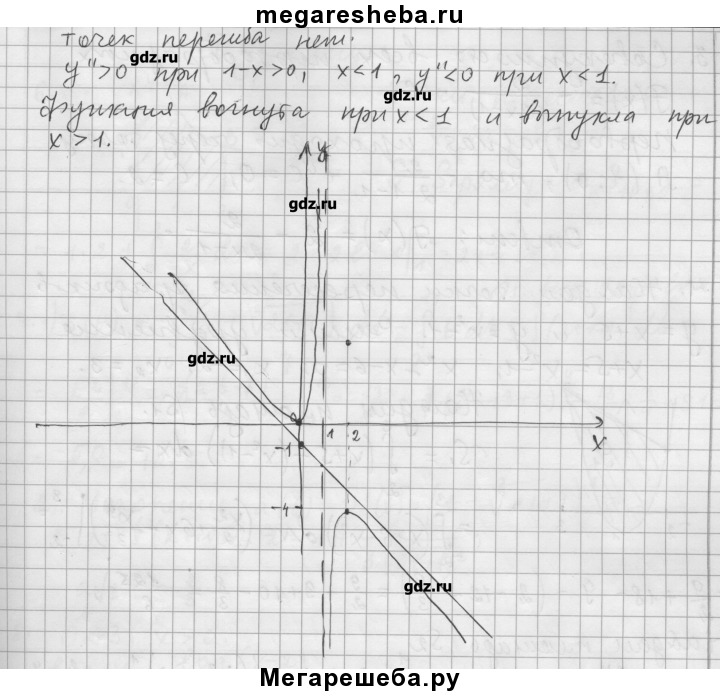 megaresheba.ru
точек перегиба нет.
gdz.ru
y">0 при 1-x>0, x<1, y"<0 при x<1.
gdz.ru
Функция вогнута при x<1 и выпукла при
x>1.
y
gdz.ru
gdz.ru
1 2
x
-1
-4
gdz.ru
Мегарешеба.ру